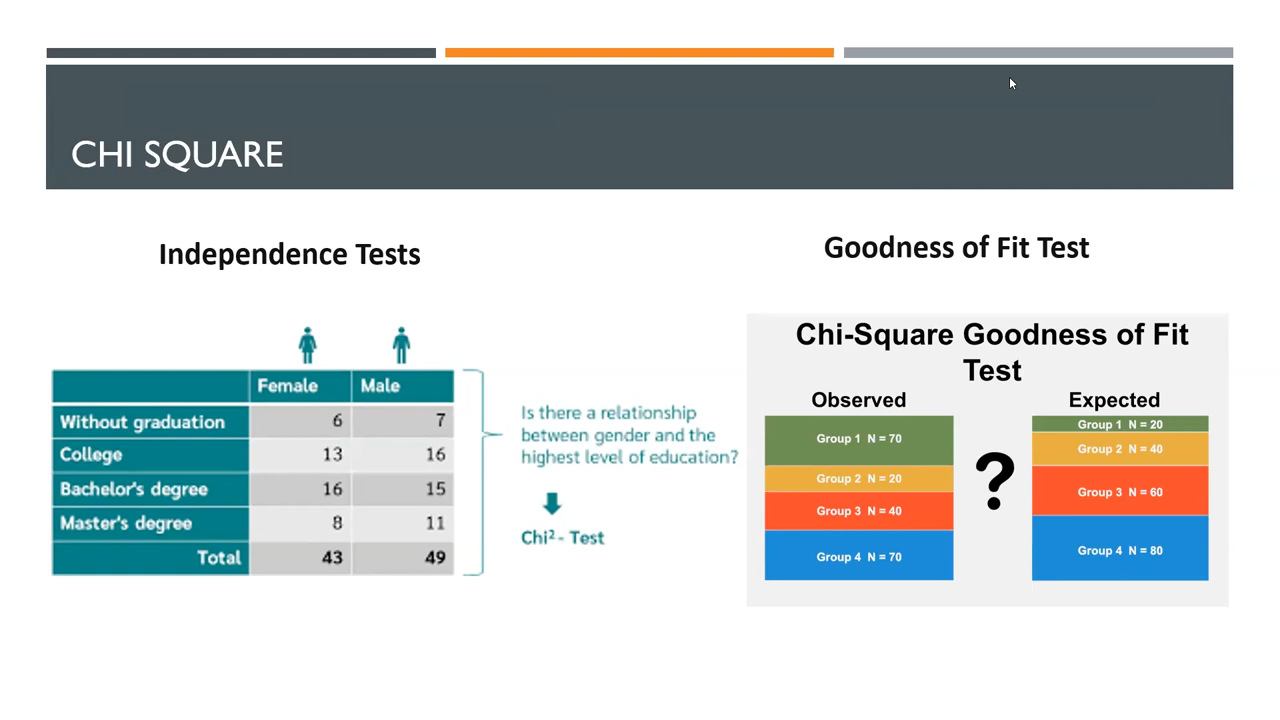 CHI SQUARE
Independence Tests
Female Male
Without graduation 6 7
College 13 16
Bachelor's degree 16 15
Master's degree 8 11
Total 43 49
Is there a relationship
between gender and the
highest level of education?
Chi² - Test
Goodness of Fit Test
Chi-Square Goodness of Fit
Test
Observed
Group 1 N = 70
Group 2 N = 20
Group 3 N = 40
Group 4 N = 70
?
Expected
Group 1 N = 20
Group 2 N = 40
Group 3 N = 60
Group 4 N = 80